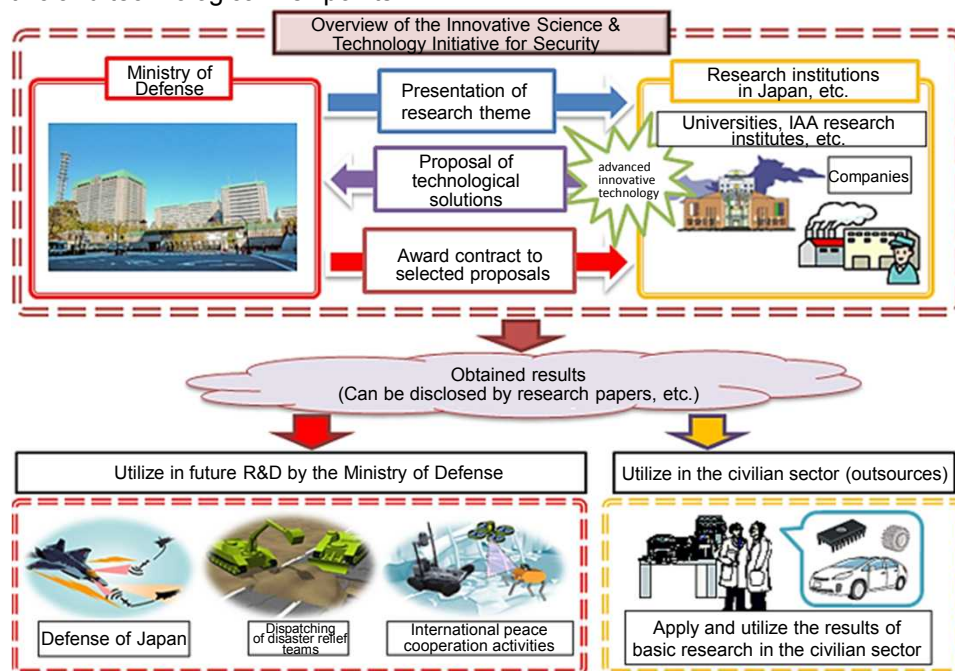 Overview of the Innovative Science &
Technology Initiative for Security
Ministry of
Defense
Presentation of
research theme
Proposal of
technological
solutions
Award contract to
selected proposals
advanced
innovative
technology
Research institutions
in Japan, etc.
Universities, IAA research
institutes, etc.
Companies
Obtained results
(Can be disclosed by research papers, etc.)
Utilize in future R&D by the Ministry of Defense
Defense of Japan
Dispatching
of disaster relief
teams
International peace
cooperation activities
Utilize in the civilian sector (outsources)
Apply and utilize the results of
basic research in the civilian sector